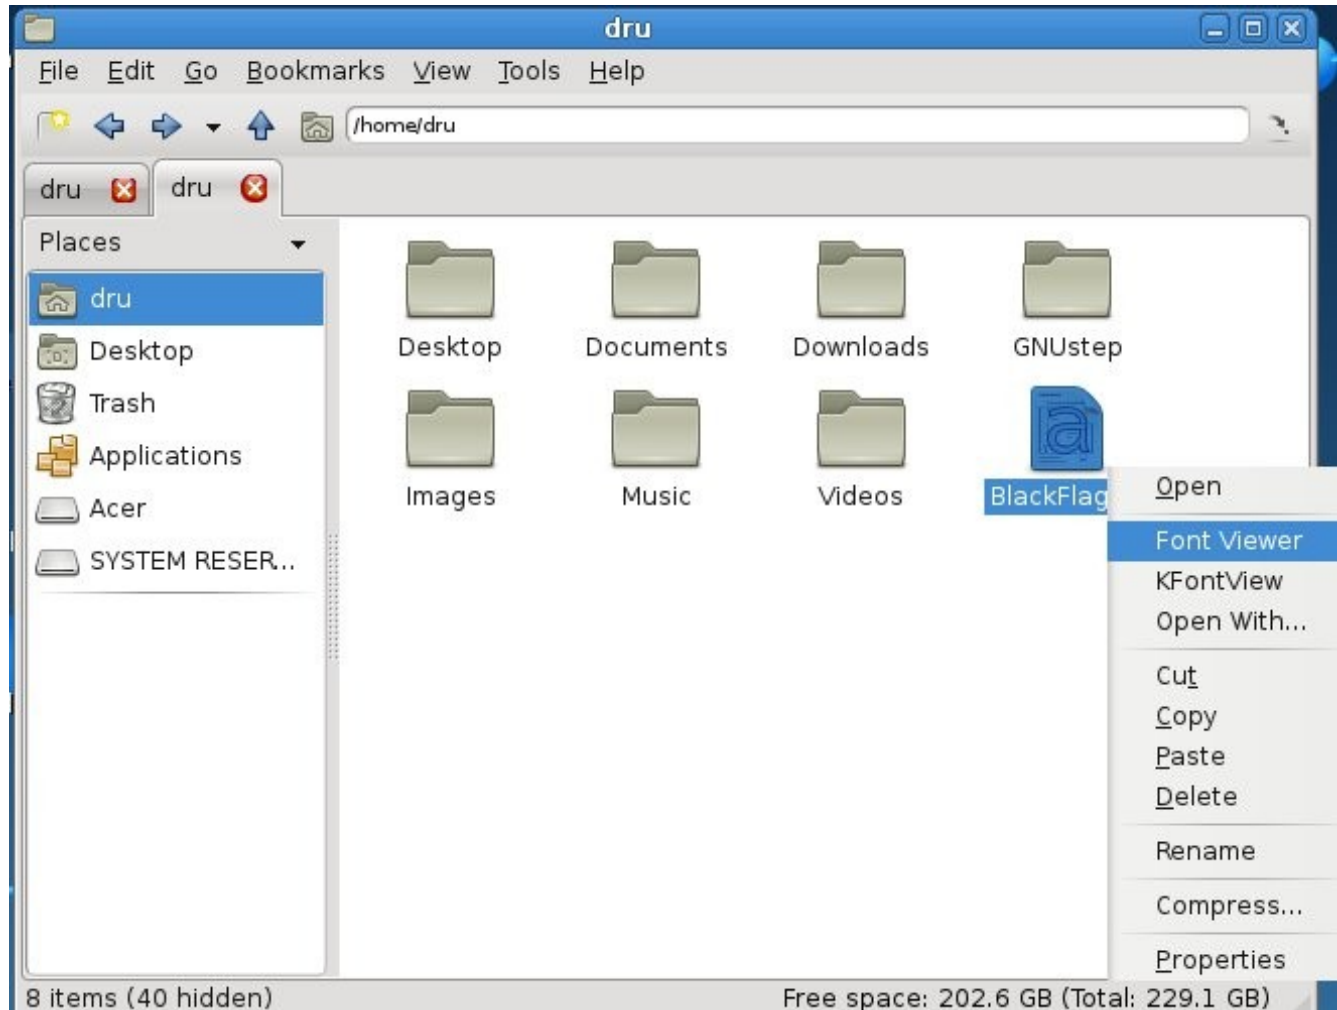 dru
File Edit Go Bookmarks View Tools Help
/home/dru
dru dru
Places
dru
Desktop
Trash
Applications
Acer
SYSTEM RESER...
Desktop Documents Downloads GNUstep
Images Music Videos BlackFlag
Open
Font Viewer
KFontView
Open With...
Cut
Copy
Paste
Delete
Rename
Compress...
Properties
8 items (40 hidden) Free space: 202.6 GB (Total: 229.1 GB)